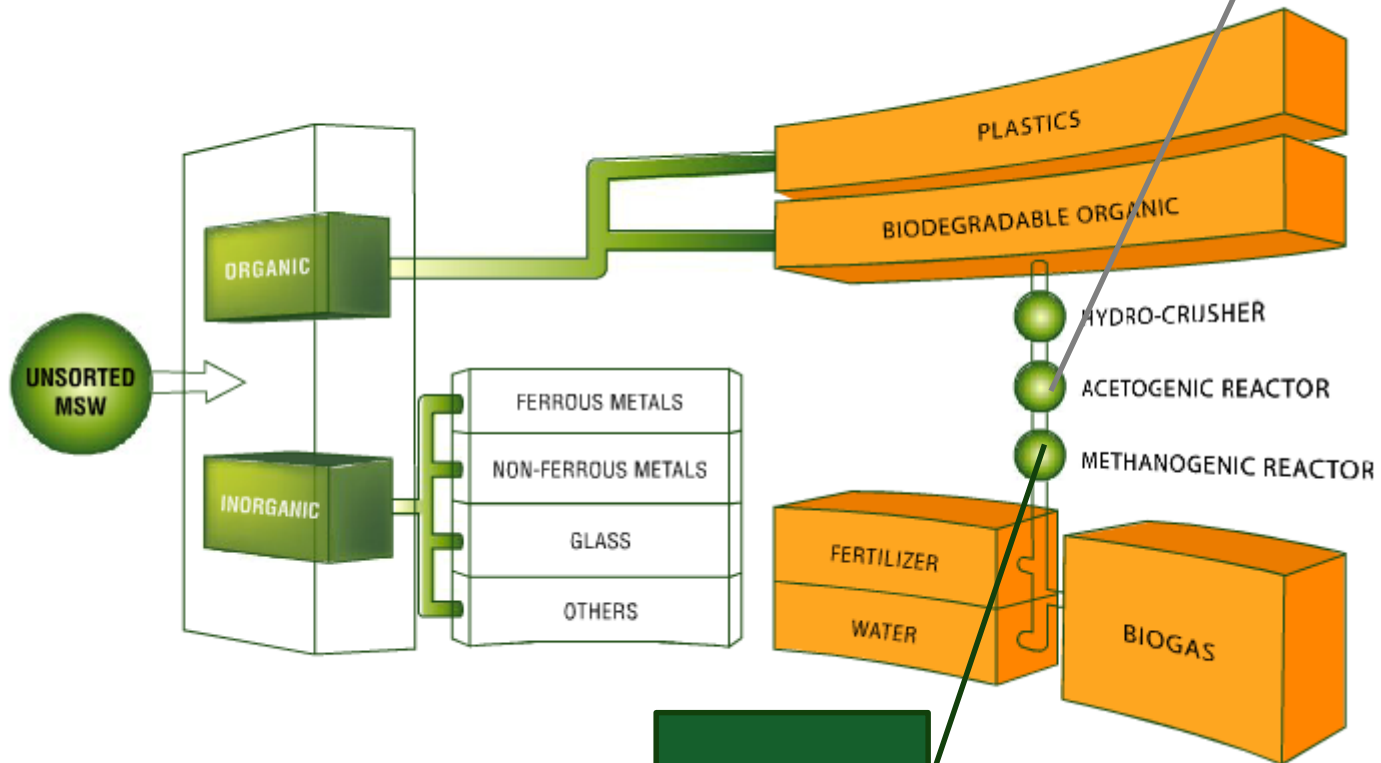 PLASTICS
BIODEGRADABLE ORGANIC
ORGANIC
HYDRO-CRUSHER
UNSORTED
MSW
ACETOGENIC REACTOR
FERROUS METALS
METHANOGENIC REACTOR
NON-FERROUS METALS
INORGANIC
GLASS
FERTILIZER
OTHERS
WATER
BIOGAS